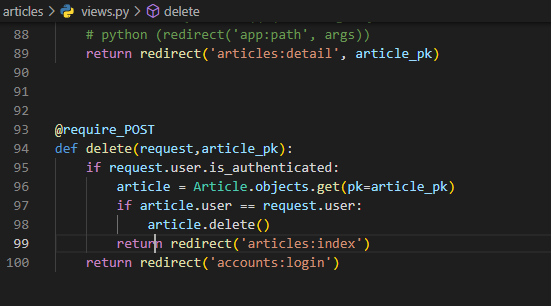 articles > views.py > delete
88 # python (redirect('app:path', args))
89 return redirect('articles:detail', article_pk)
90
91
92
93 @require_POST
94 def delete(request,article_pk):
95 if request.user.is_authenticated:
96 article = Article.objects.get(pk=article_pk)
97 if article.user == request.user:
98 article.delete()
99 return redirect('articles:index')
100 return redirect('accounts:login')